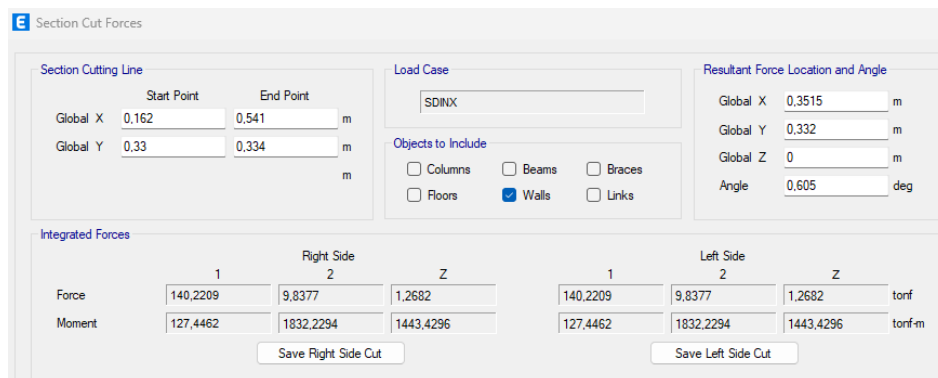 E Section Cut Forces
Section Cutting Line
Start Point End Point
Global X 0,162 0,541 m
Global Y 0,33 0,334 m
m
Load Case
SDINX
Objects to Include
Columns Beams Braces
Floors Walls Links
Resultant Force Location and Angle
Global X 0,3515 m
Global Y 0,332 m
Global Z 0 m
Angle 0,605 deg
Integrated Forces
Right Side Left Side
1 2 Z 1 2 Z
Force 140,2209 9,8377 1,2682 140,2209 9,8377 1,2682 tonf
Moment 127,4462 1832,2294 1443,4296 127,4462 1832,2294 1443,4296 tonf-m
Save Right Side Cut Save Left Side Cut